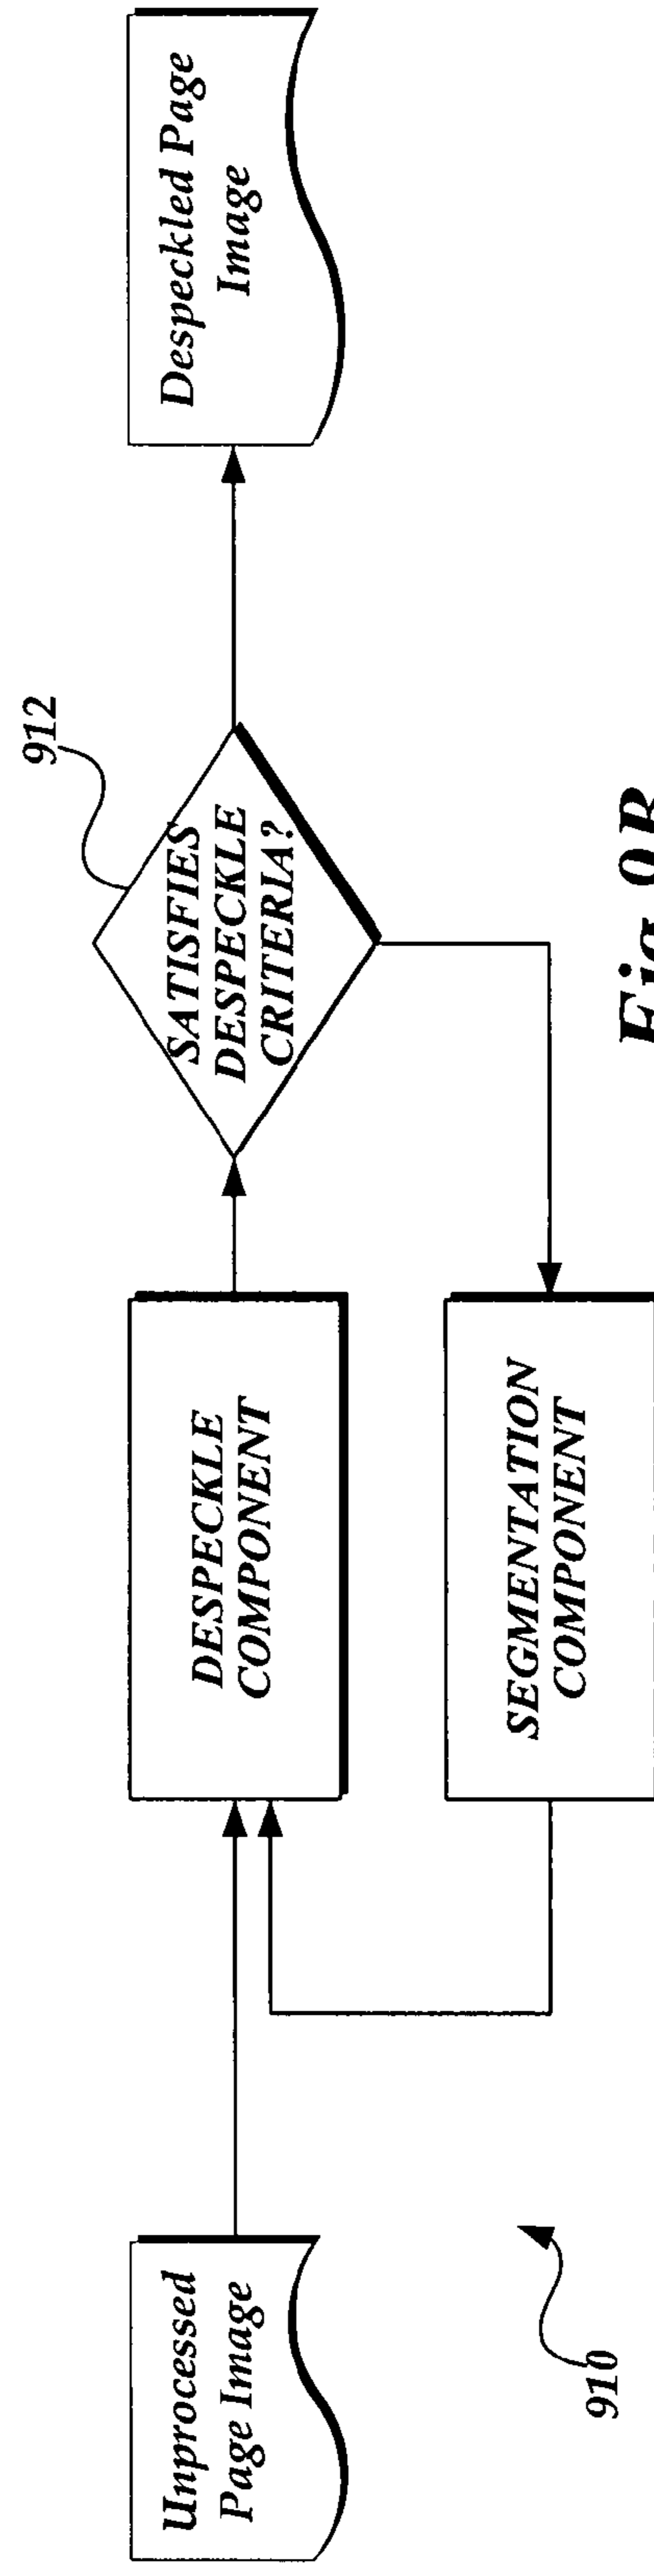 Unprocessed
Page Image
DESPECKLE
COMPONENT
SATISFIES
DESPECKLE
CRITERIA?
912
Despeckled Page
Image
SEGMENTATION
COMPONENT
910